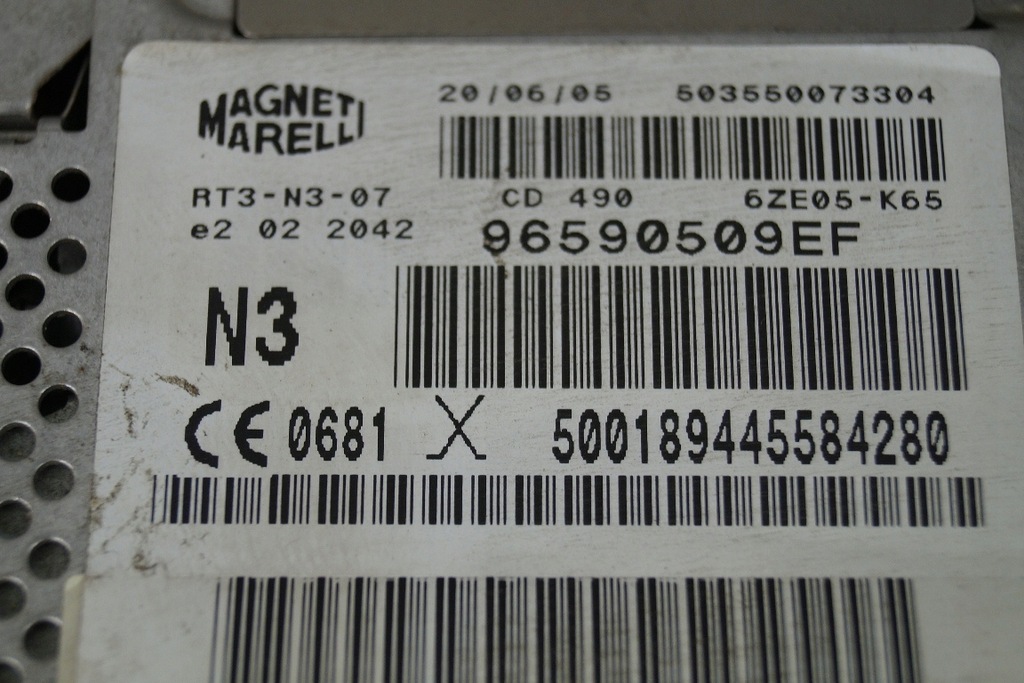 MAGNETI MARELLI
20/06/05 503550073304
RT3-N3-07 CD 490 6ZE05-K65
e2 02 2042 96590509EF
N3
CE 0681 X 500189445584280